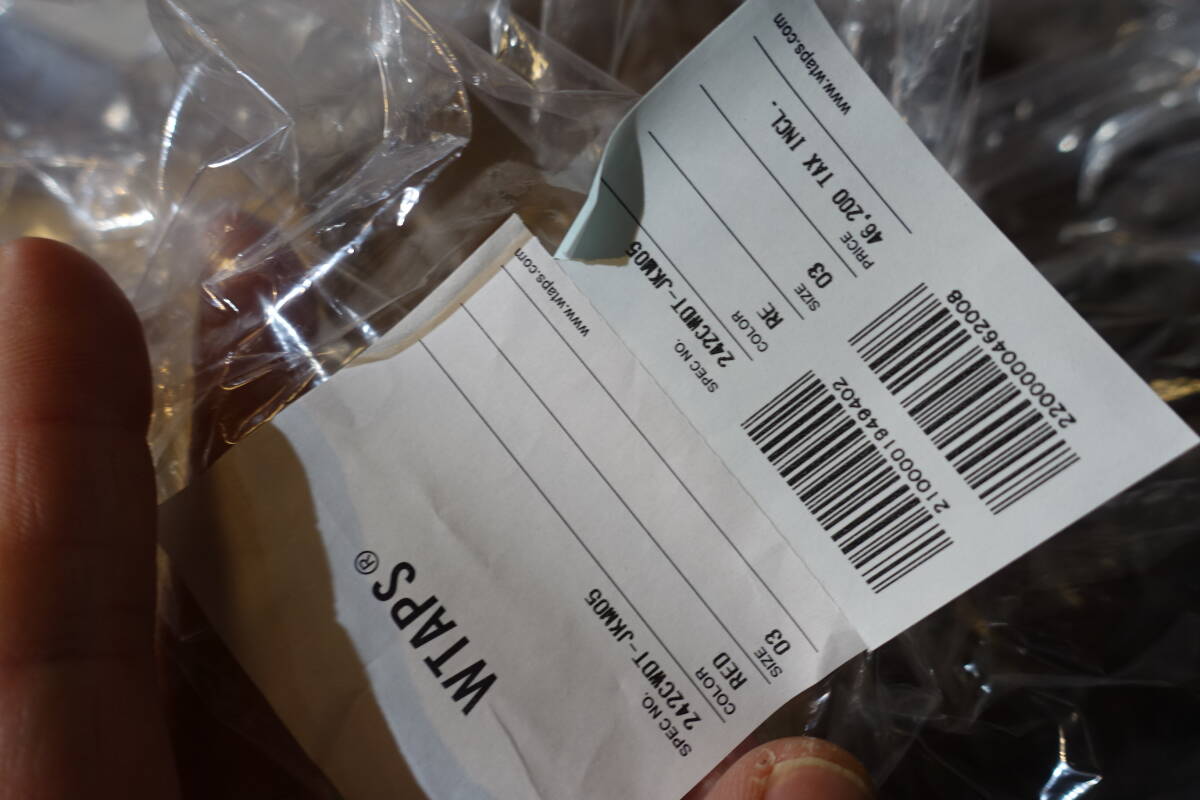 WTAPS®
SPEC NO.
242CWDT-JKM05
COLOR
RED
SIZE
03
www.wtaps.com
SPEC NO.
242CWDT-JKM05
COLOR
RE
SIZE
03
PRICE
46,200 TAX INCL.
www.wtaps.com
2100001949402
2200000462008